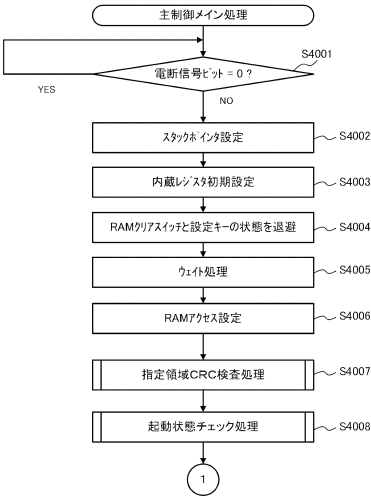 主制御メイン処理
S4001
電断信号ﾋﾞｯﾄ = 0 ?
YES
NO
ｽﾀｯｸﾎﾟｲﾝﾀ設定
S4002
内蔵ﾚｼﾞｽﾀ初期設定
S4003
RAMｸﾘｱｽｲｯﾁと設定キーの状態を退避
S4004
ウェイト処理
S4005
RAMｱｸｾｽ設定
S4006
指定領域CRC検査処理
S4007
起動状態チェック処理
S4008
1